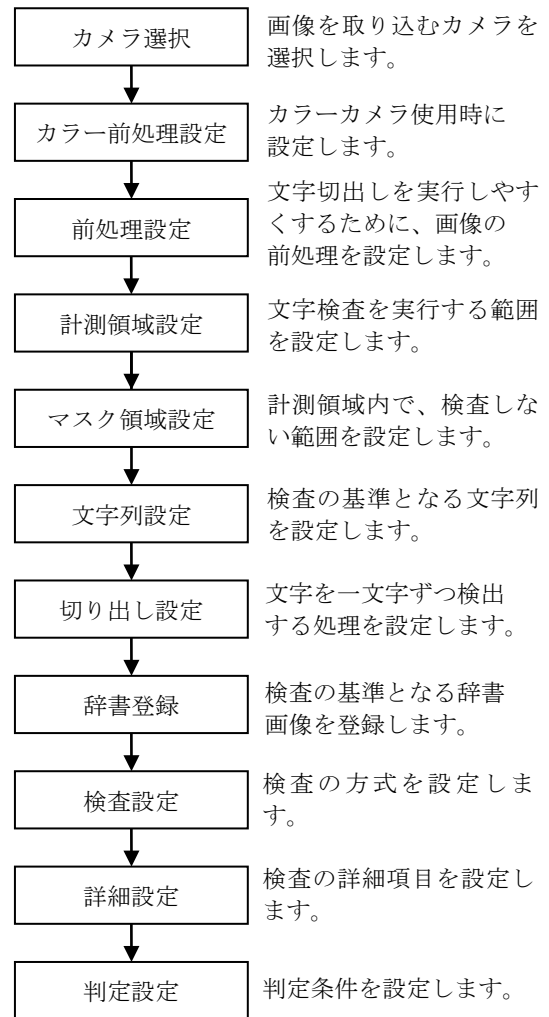 カメラ選択
画像を取り込むカメラを
選択します。
カラー前処理設定
カラーカメラ使用時に
設定します。
前処理設定
文字切出しを実行しやす
くするために、画像の
前処理を設定します。
計測領域設定
文字検査を実行する範囲
を設定します。
マスク領域設定
計測領域内で、検査しな
い範囲を設定します。
文字列設定
検査の基準となる文字列
を設定します。
切り出し設定
文字を一文字ずつ検出
する処理を設定します。
辞書登録
検査の基準となる辞書
画像を登録します。
検査設定
検査の方式を設定しま
す。
詳細設定
検査の詳細項目を設定し
ます。
判定設定
判定条件を設定します。